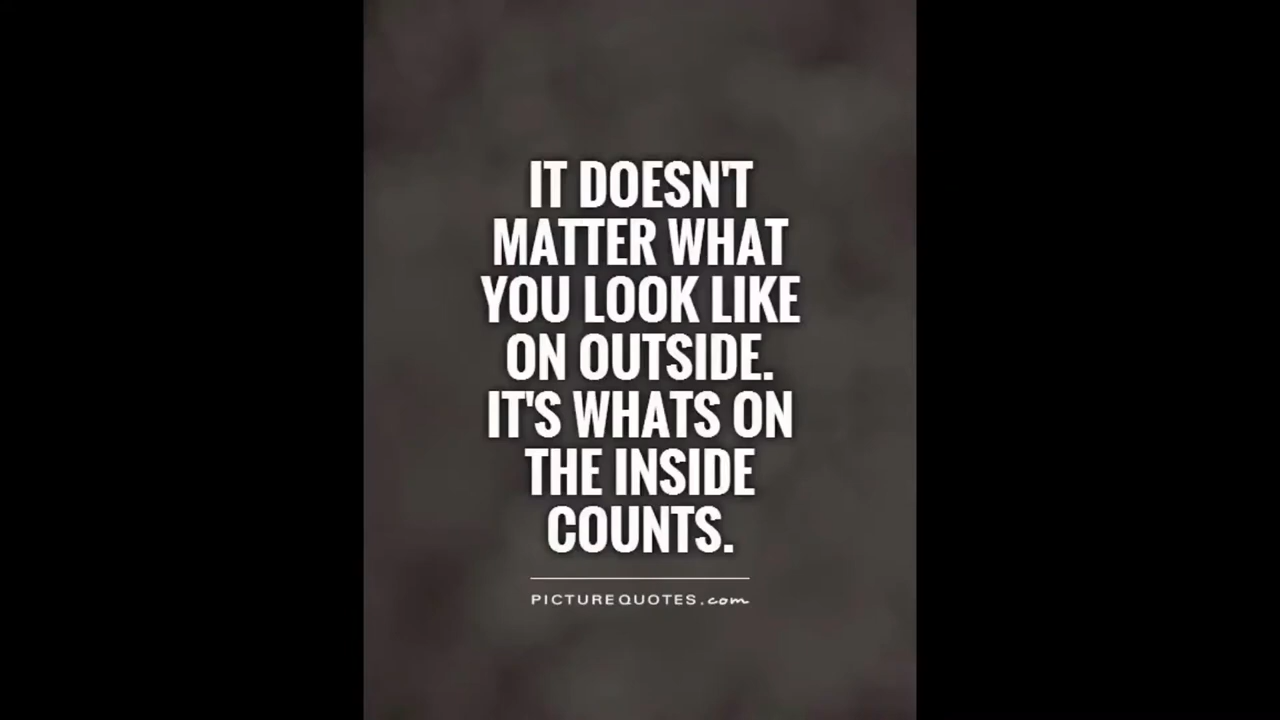 IT DOESN'T
MATTER WHAT
YOU LOOK LIKE
ON OUTSIDE.
IT'S WHATS ON
THE INSIDE
COUNTS.
PICTUREQUOTES.com